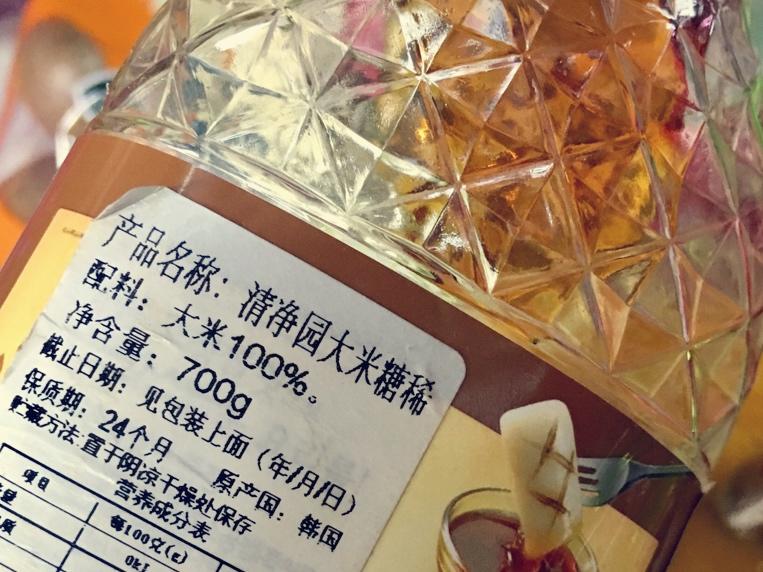 产品名称：清净园大米糖稀
配料：大米100%。
净含量：700g
截止日期：见包装上面（年/月/日）
保质期：24个月 原产国：韩国
贮藏方法:置于阴凉干燥处保存
营养成分表
项目 每100克(g)